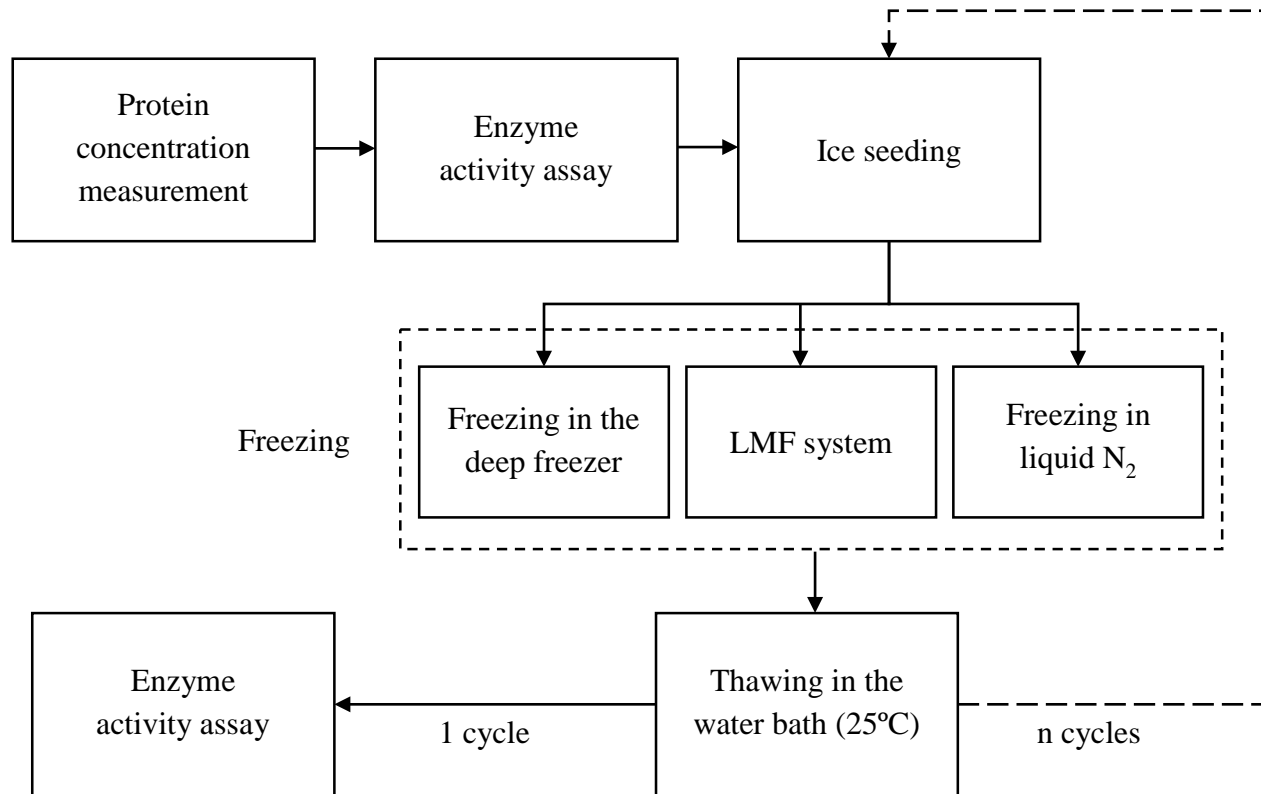 Protein
concentration
measurement
Enzyme
activity assay
Ice seeding
Freezing
Freezing in the
deep freezer
LMF system
Freezing in
liquid N₂
Enzyme
activity assay
1 cycle
Thawing in the
water bath (25ºC)
n cycles